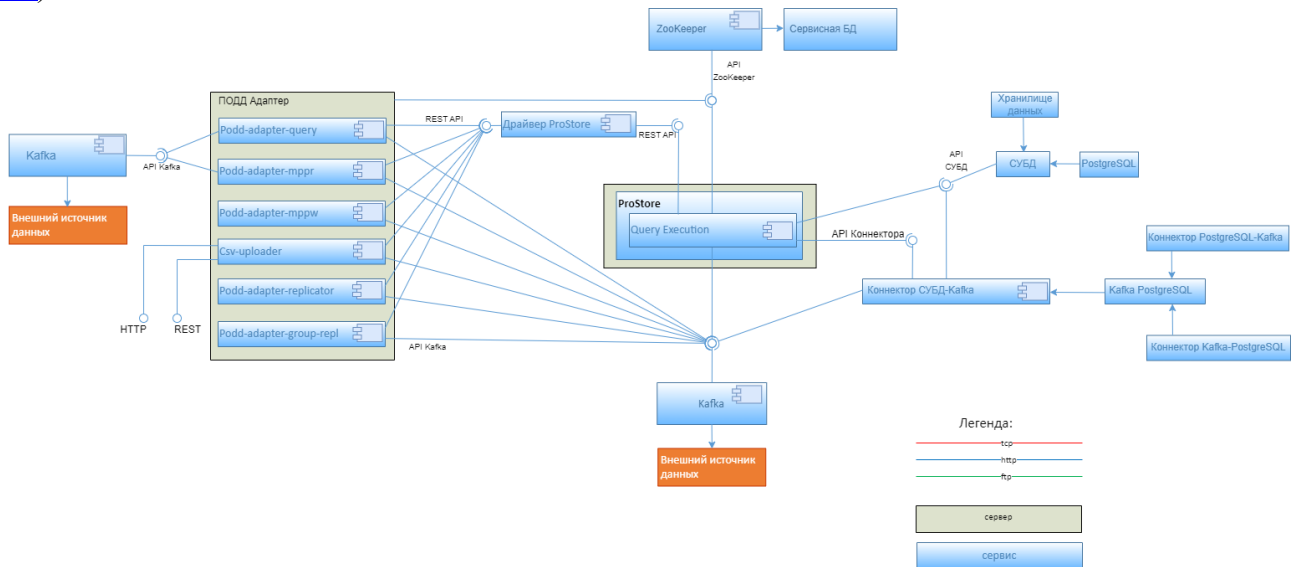 ZooKeeper
Сервисная БД
API
ZooKeeper
ПОДД Адаптер
Хранилище
данных
Kafka
API Kafka
Podd-adapter-query
REST API
Драйвер ProStore
REST API
API
СУБД
СУБД
PostgreSQL
Podd-adapter-mppr
Внешний источник
данных
Podd-adapter-mppw
ProStore
Query Execution
API Коннектора
Коннектор PostgreSQL-Kafka
Csv-uploader
Podd-adapter-replicator
Коннектор СУБД-Kafka
Kafka PostgreSQL
HTTP
REST
Podd-adapter-group-repl
API Kafka
Коннектор Kafka-PostgreSQL
Kafka
Внешний источник
данных
Легенда:
tcp
http
ftp
сервер
сервис